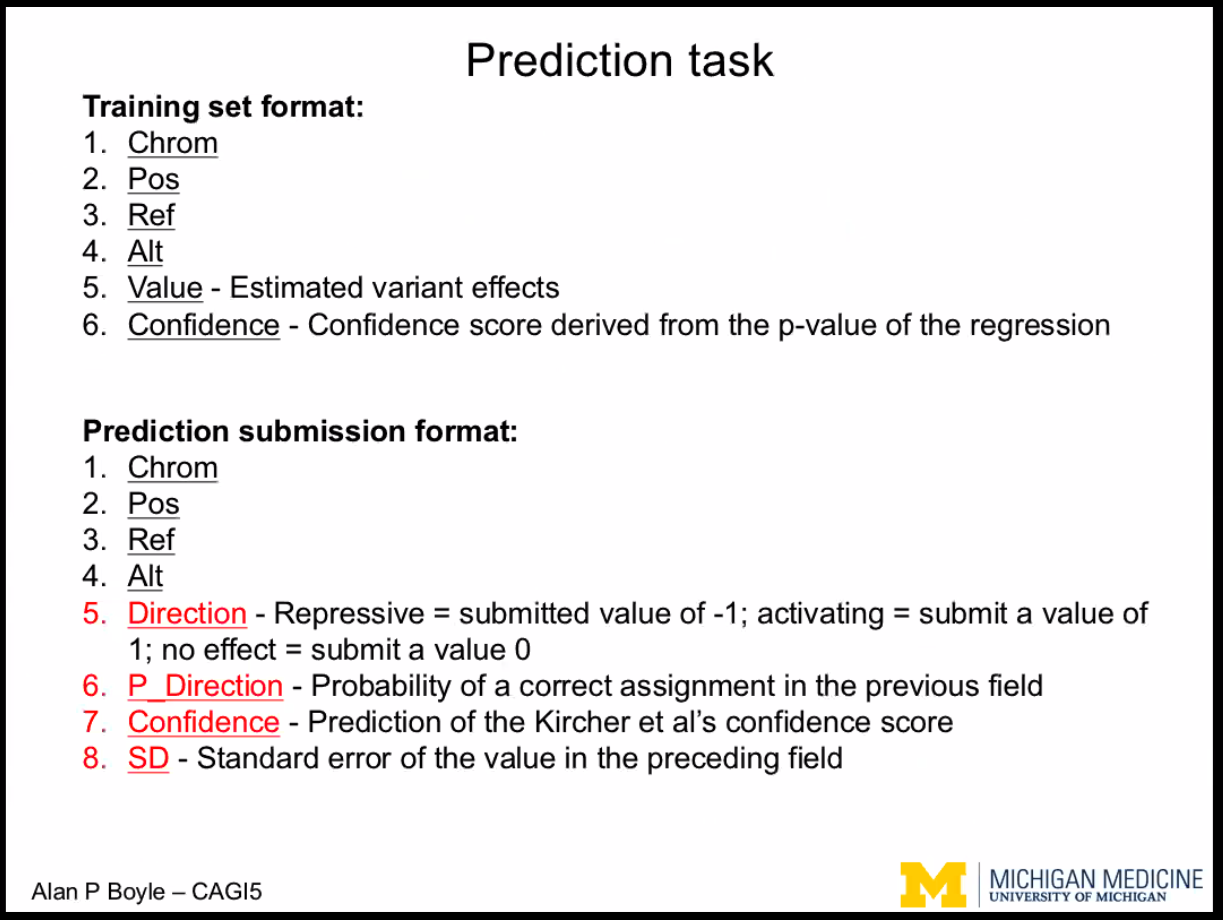 Prediction task
Training set format:
1. Chrom
2. Pos
3. Ref
4. Alt
5. Value - Estimated variant effects
6. Confidence - Confidence score derived from the p-value of the regression
Prediction submission format:
1. Chrom
2. Pos
3. Ref
4. Alt
5. Direction - Repressive = submitted value of -1; activating = submit a value of
1; no effect = submit a value 0
6. P_Direction - Probability of a correct assignment in the previous field
7. Confidence - Prediction of the Kircher et al's confidence score
8. SD - Standard error of the value in the preceding field
Alan P Boyle – CAGI5
M
MICHIGAN MEDICINE
UNIVERSITY OF MICHIGAN